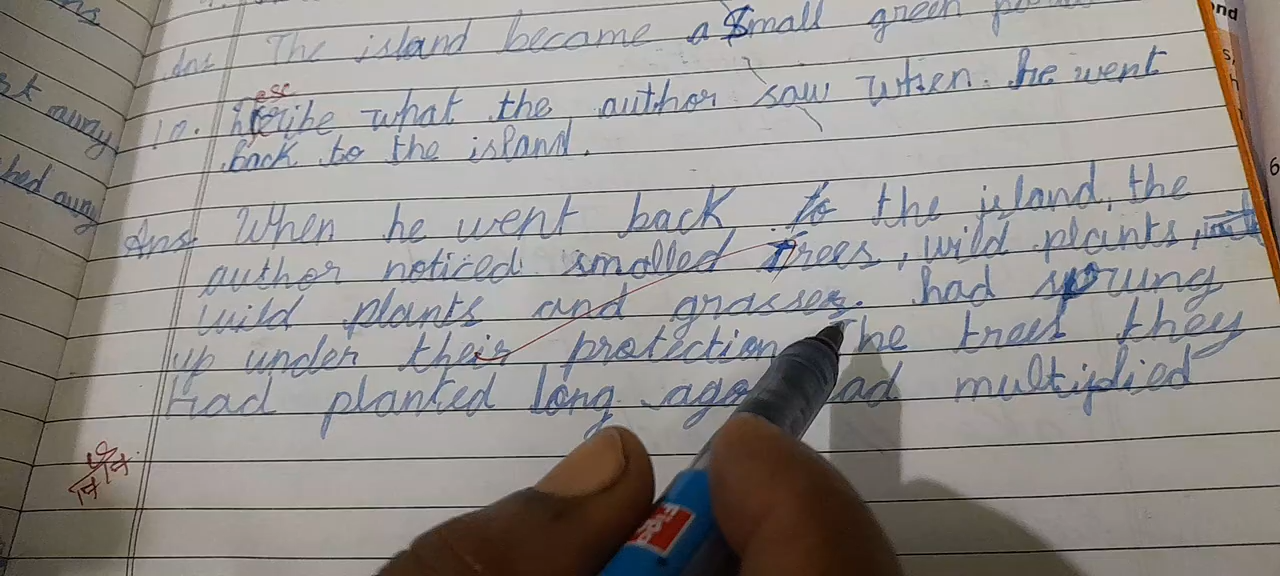 Ans The island became a Small green
10. Describe what the author saw when he went
back to the island.
Ans. When he went back to the island, the
author noticed smalled Trees, wild plants,
wild plants and grasses. had sprung
up under their protection The trees they
Had planted long ago had multiplied